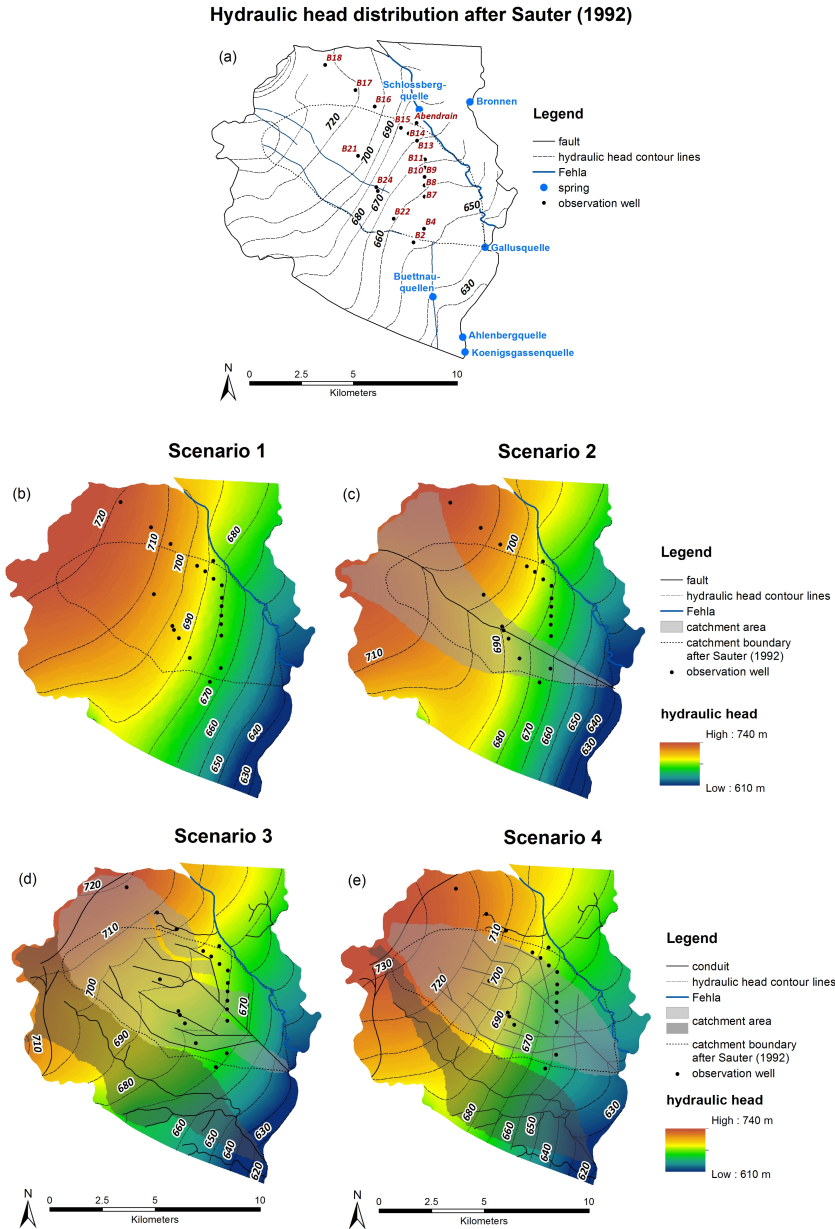 Hydraulic head distribution after Sauter (1992)
(a)
B18
B17
B16
Schlossberg-
quelle
Bronnen
B15
Abendrain
B14
B13
B21
B11
B10
B9
B8
B7
B24
B22
B4
B2
720
690
700
680
670
660
650
630
Gallusquelle
Buettnau-
quellen
Ahlenbergquelle
Koenigsgassenquelle
Legend
fault
hydraulic head contour lines
Fehla
spring
observation well
N
0
2.5
5
10
Kilometers
Scenario 1
(b)
720
710
700
680
690
670
660
650
640
630
Scenario 2
(c)
700
690
710
680
670
660
650
640
630
Legend
fault
hydraulic head contour lines
Fehla
catchment area
catchment boundary
after Sauter (1992)
observation well
hydraulic head
High : 740 m
Low : 610 m
Scenario 3
(d)
720
710
700
670
690
710
680
660
650
640
630
620
Scenario 4
(e)
710
730
720
700
690
670
680
660
650
640
630
620
Legend
conduit
hydraulic head contour lines
Fehla
catchment area
catchment boundary
after Sauter (1992)
observation well
hydraulic head
High : 740 m
Low : 610 m
N
0
2.5
5
10
Kilometers
N
0
2.5
5
10
Kilometers